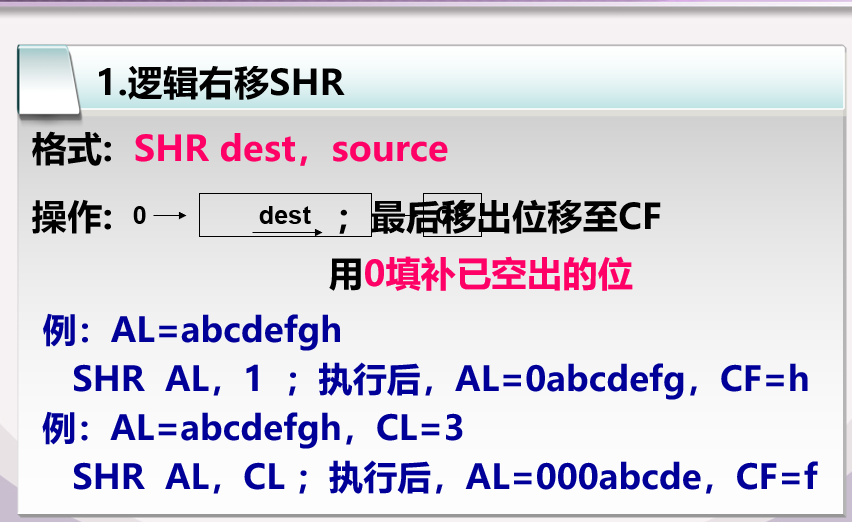 1.逻辑右移SHR
格式：SHR dest，source
操作：0 dest ；最后移出位移至CF
用0填补已空出的位
例：AL=abcdefgh
SHR AL，1 ；执行后，AL=0abcdefg，CF=h
例：AL=abcdefgh，CL=3
SHR AL，CL ；执行后，AL=000abcde，CF=f